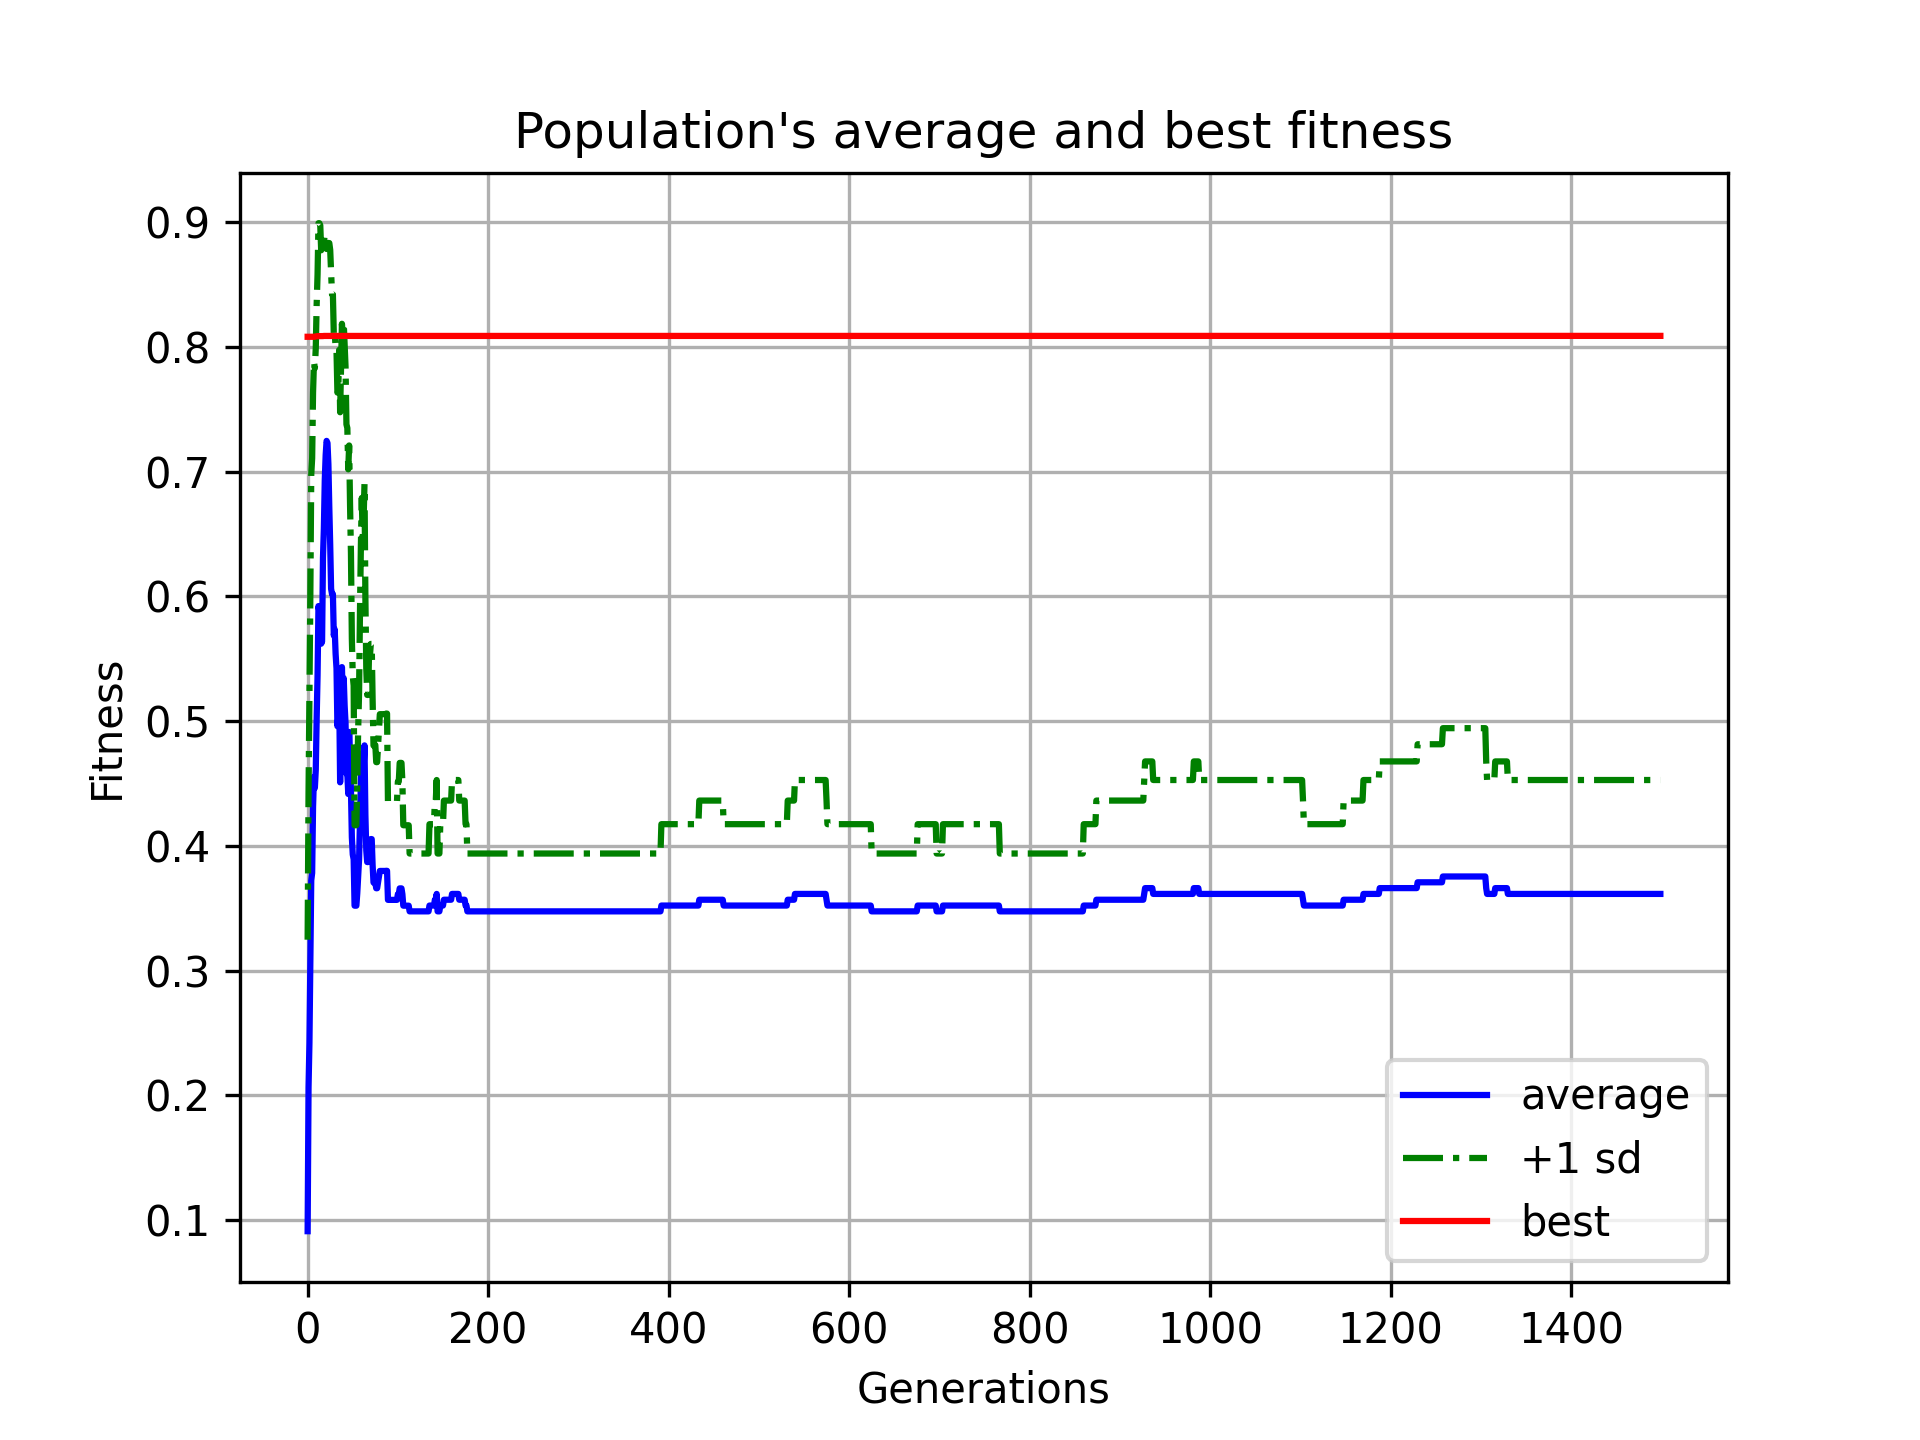 Population's average and best fitness
Fitness
0.9
0.8
0.7
0.6
0.5
0.4
0.3
0.2
0.1
0 200 400 600 800 1000 1200 1400
Generations
average
+1 sd
best